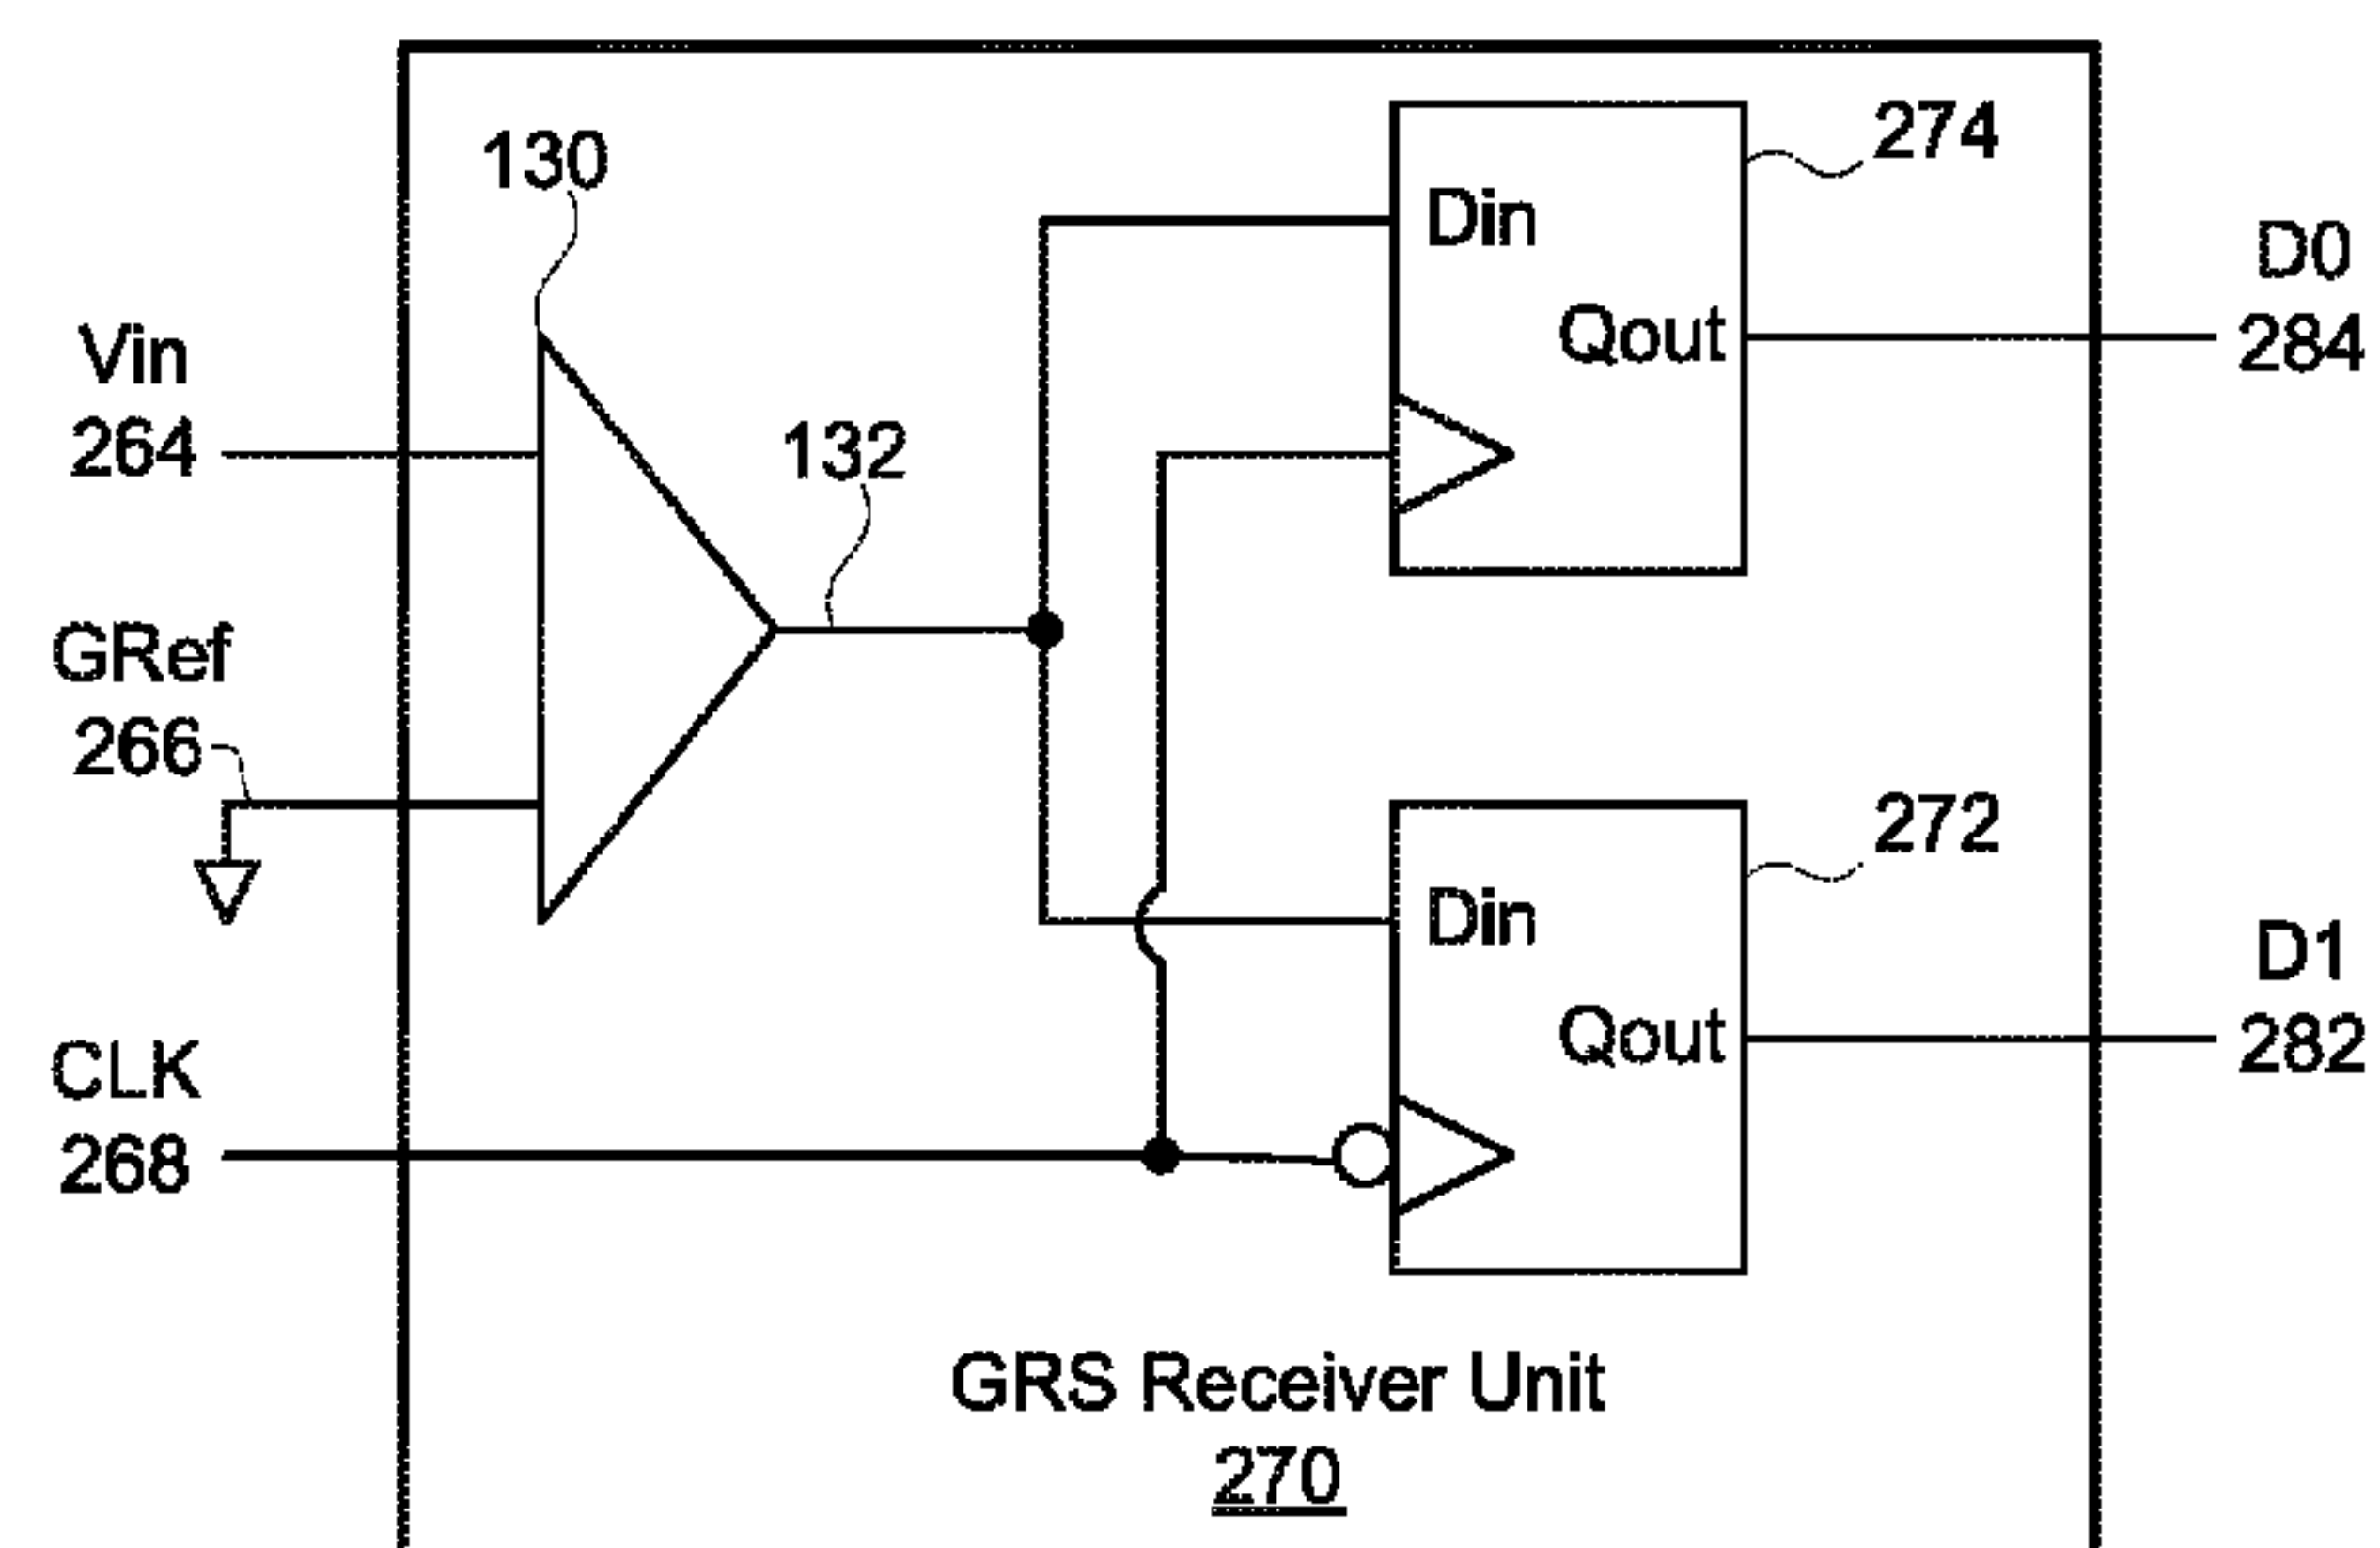 130
274
Din
Vin
264
132
Qout
D0
284
GRef
266
272
Din
Qout
D1
282
CLK
268
GRS Receiver Unit
270